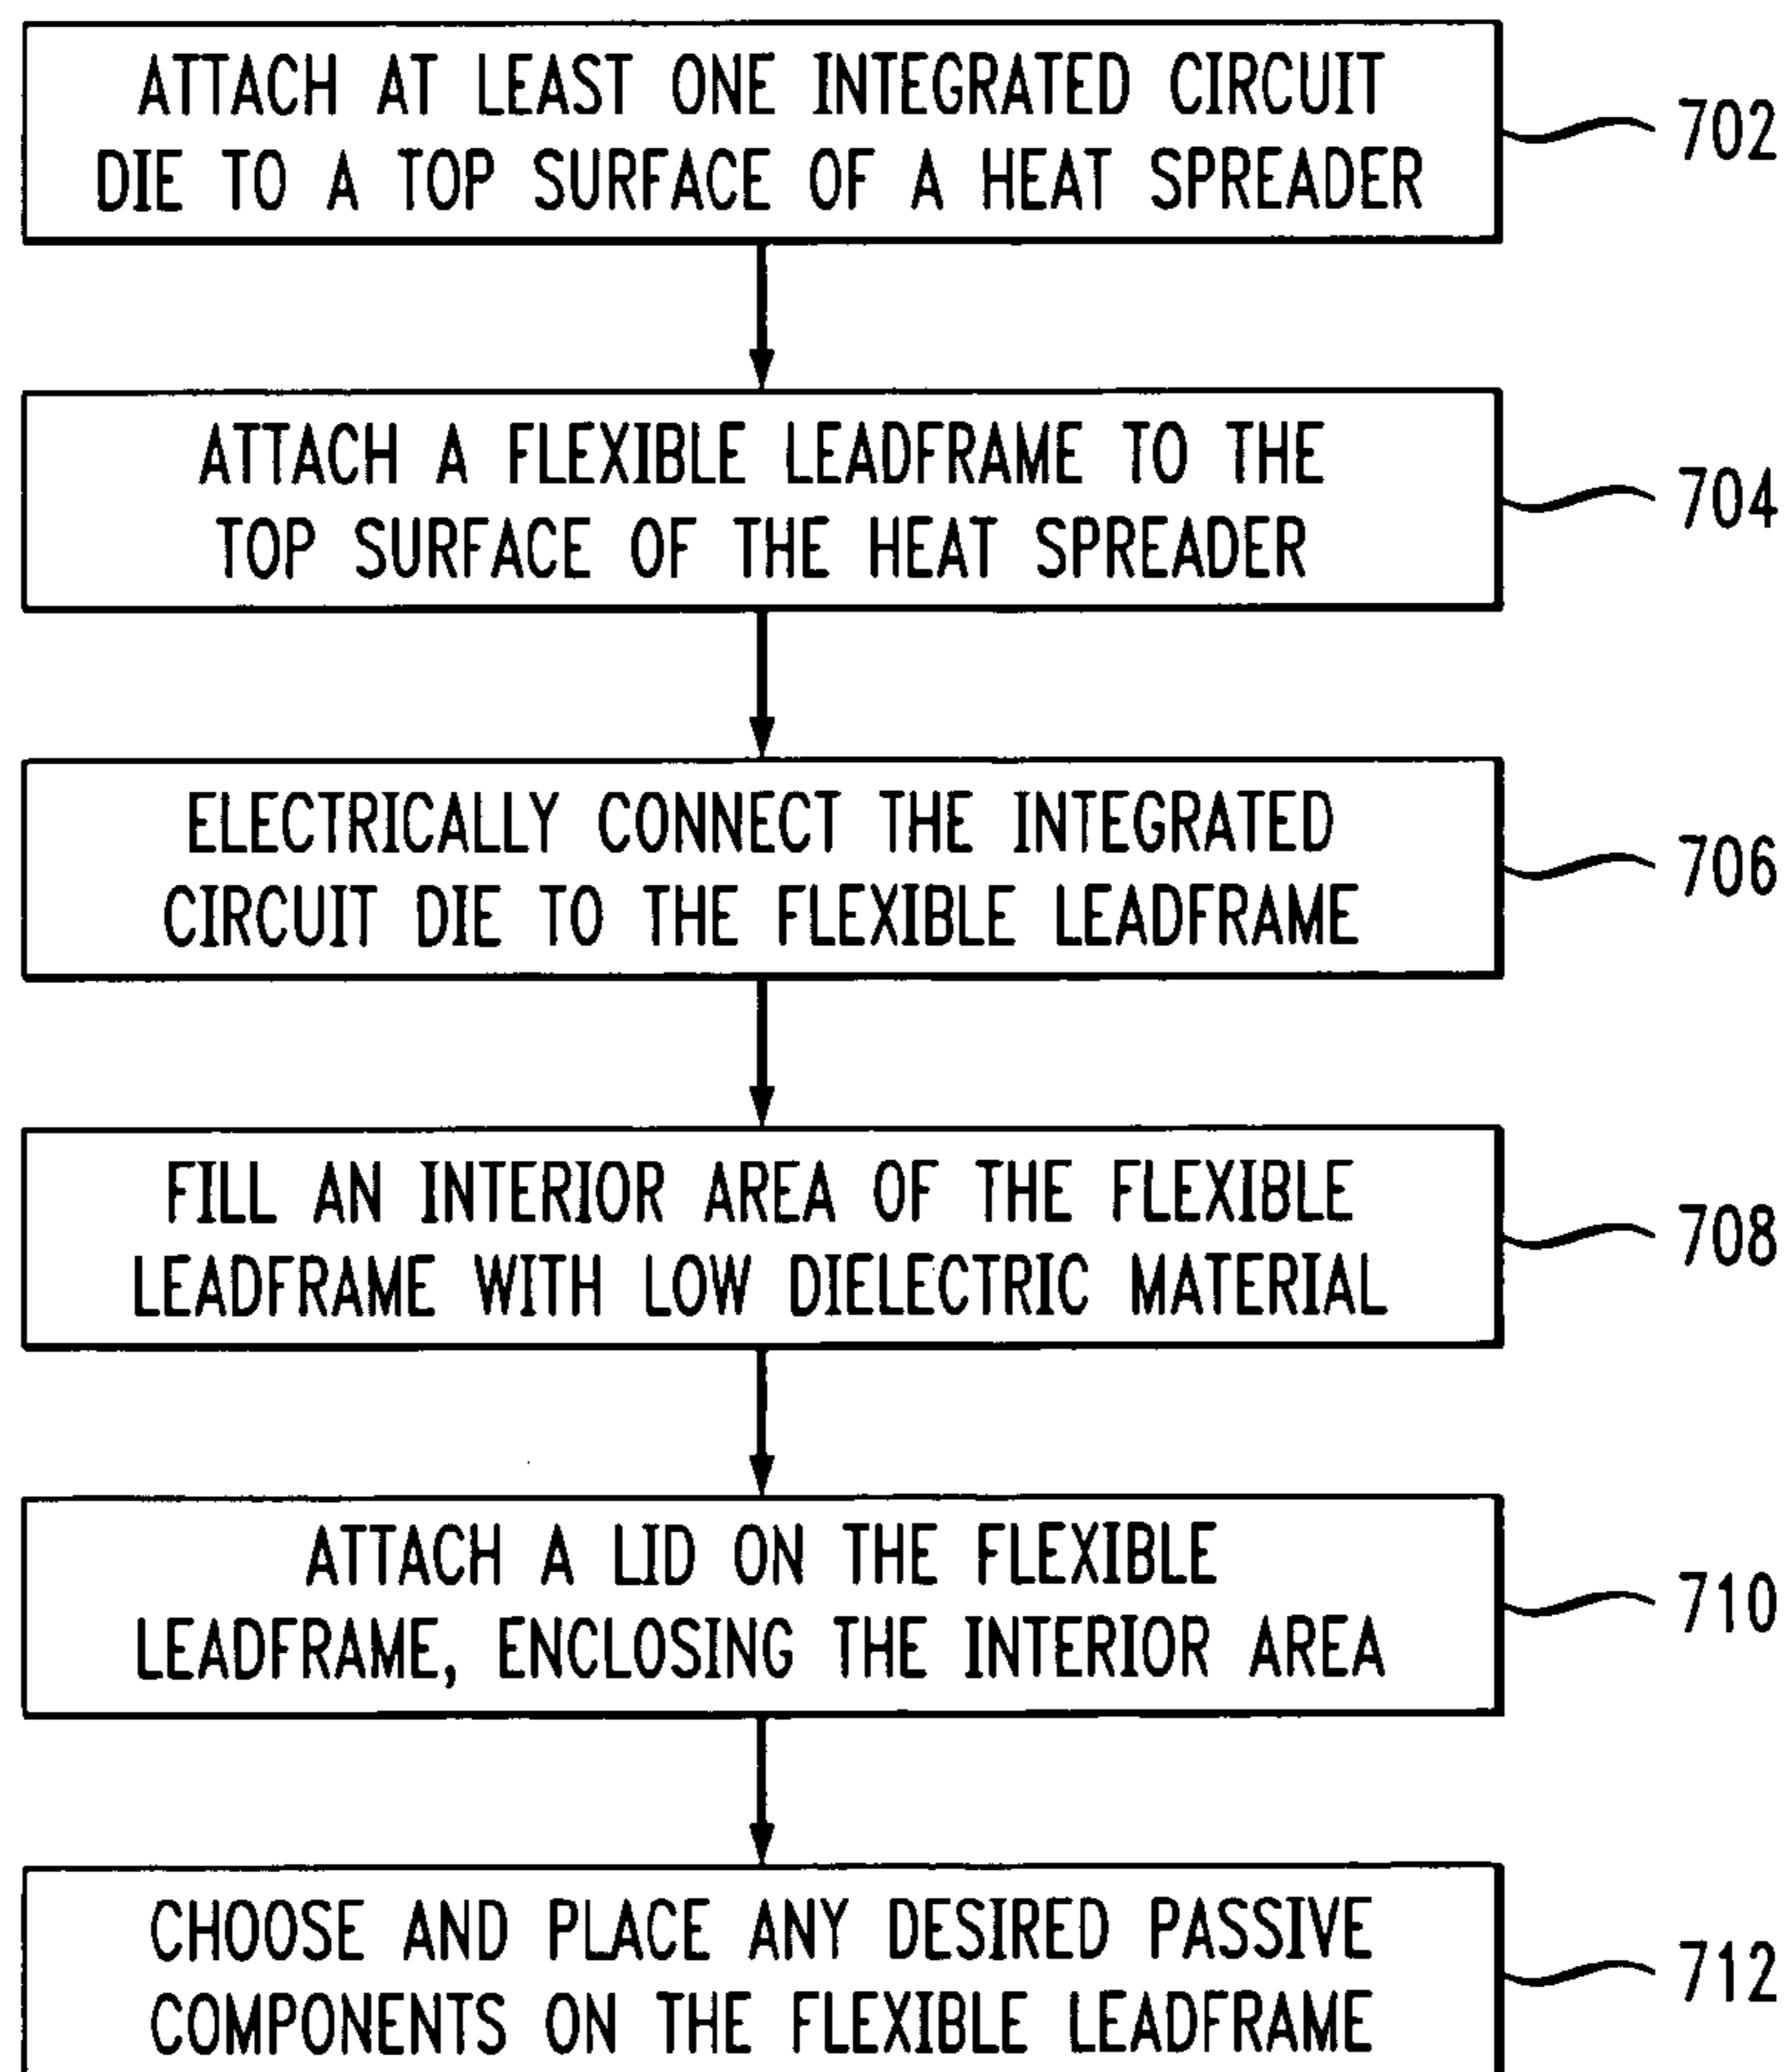 ATTACH AT LEAST ONE INTEGRATED CIRCUIT
DIE TO A TOP SURFACE OF A HEAT SPREADER
702
ATTACH A FLEXIBLE LEADFRAME TO THE
TOP SURFACE OF THE HEAT SPREADER
704
ELECTRICALLY CONNECT THE INTEGRATED
CIRCUIT DIE TO THE FLEXIBLE LEADFRAME
706
FILL AN INTERIOR AREA OF THE FLEXIBLE
LEADFRAME WITH LOW DIELECTRIC MATERIAL
708
ATTACH A LID ON THE FLEXIBLE
LEADFRAME, ENCLOSING THE INTERIOR AREA
710
CHOOSE AND PLACE ANY DESIRED PASSIVE
COMPONENTS ON THE FLEXIBLE LEADFRAME
712